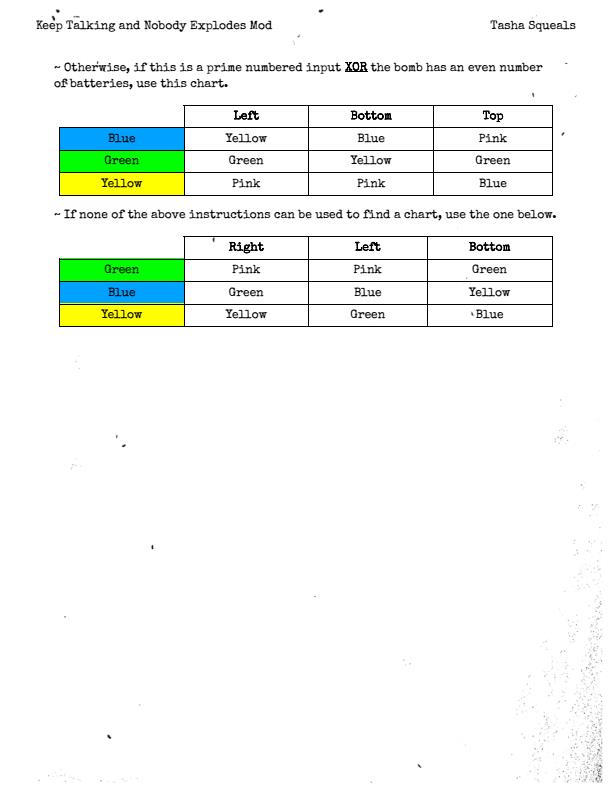 Keep Talking and Nobody Explodes Mod Tasha Squeals
~ Otherwise, if this is a prime numbered input XOR the bomb has an even number
of batteries, use this chart.
Left Bottom Top
Blue Yellow Blue Pink
Green Green Yellow Green
Yellow Pink Pink Blue
~ If none of the above instructions can be used to find a chart, use the one below.
Right Left Bottom
Green Pink Pink Green
Blue Green Blue Yellow
Yellow Yellow Green Blue